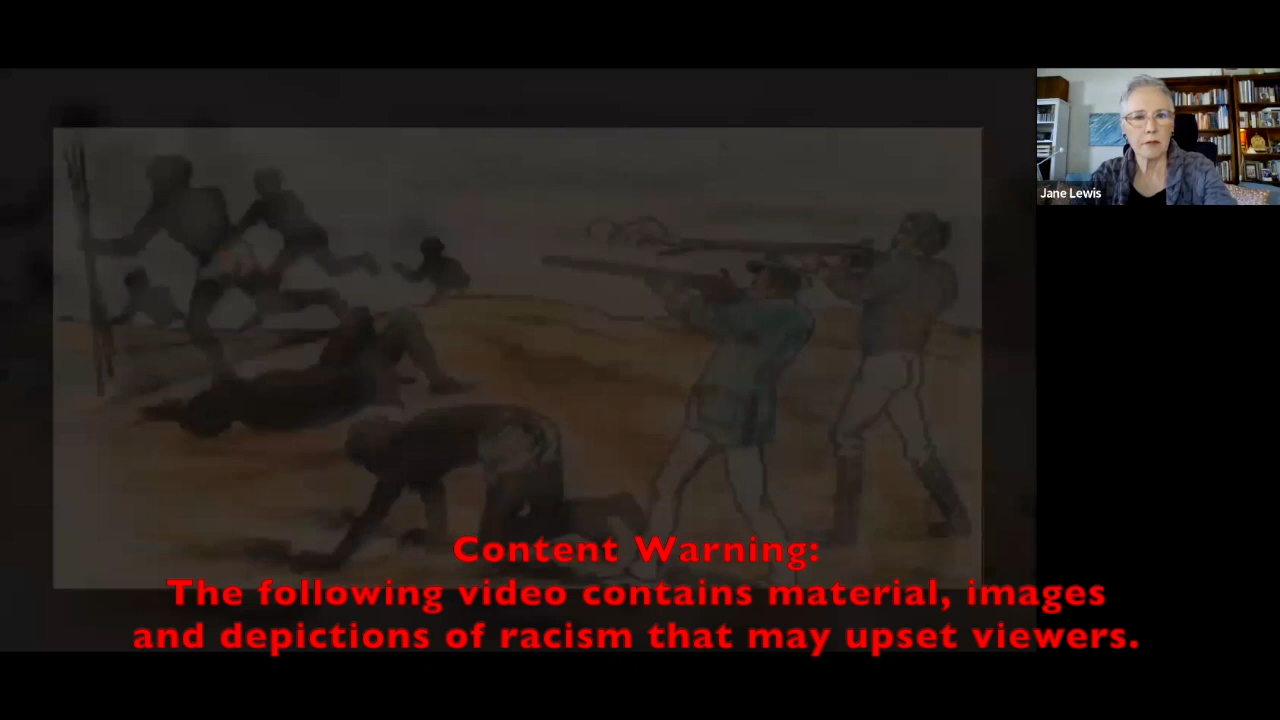 Jane Lewis
Content Warning:
The following video contains material, images
and depictions of racism that may upset viewers.